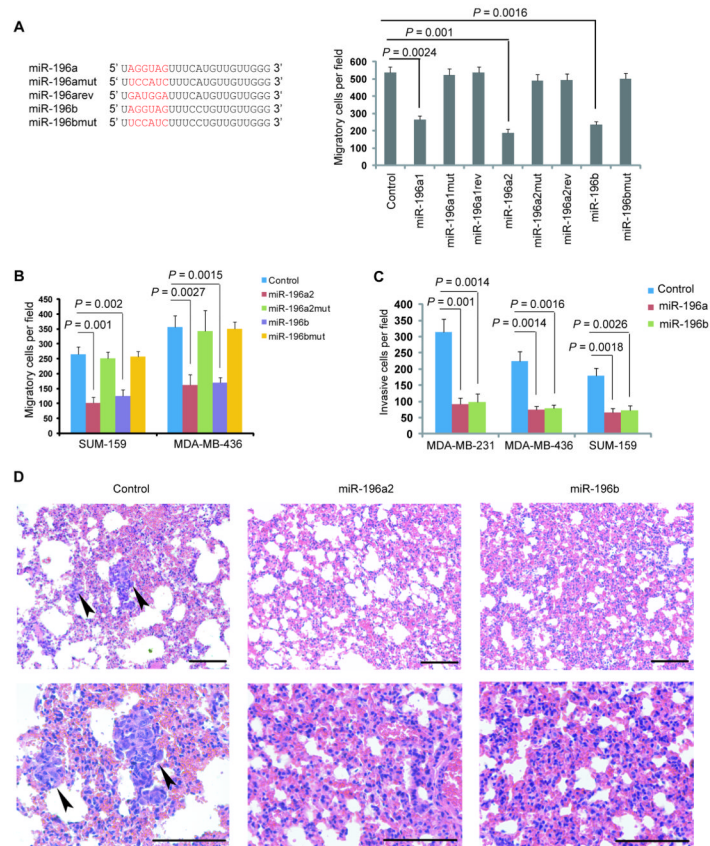 A
miR-196a 5' UAGGUAGUUUCAUGUUGUUGGG 3'
miR-196amut 5' UUCCAUCUUUCAUGUUGUUGGG 3'
miR-196arev 5' UGAUGGAUUUCAUGUUGUUGGG 3'
miR-196b 5' UAGGUAGUUUCCUGUUGUUGGG 3'
miR-196bmut 5' UUCCAUCUUUCCUGUUGUUGGG 3'
P = 0.0016
P = 0.001
P = 0.0024
Migratory cells per field
600
500
400
300
200
100
0
Control
miR-196a1
miR-196a1mut
miR-196a1rev
miR-196a2
miR-196a2mut
miR-196a2rev
miR-196b
miR-196bmut
B
P = 0.0015
P = 0.002
P = 0.0027
P = 0.001
Control
miR-196a2
miR-196a2mut
miR-196b
miR-196bmut
Migratory cells per field
450
400
350
300
250
200
150
100
50
0
SUM-159 MDA-MB-436
C
P = 0.0014
P = 0.001
P = 0.0016
P = 0.0014
P = 0.0026
P = 0.0018
Control
miR-196a
miR-196b
Invasive cells per field
400
350
300
250
200
150
100
50
0
MDA-MB-231 MDA-MB-436 SUM-159
D
Control miR-196a2 miR-196b